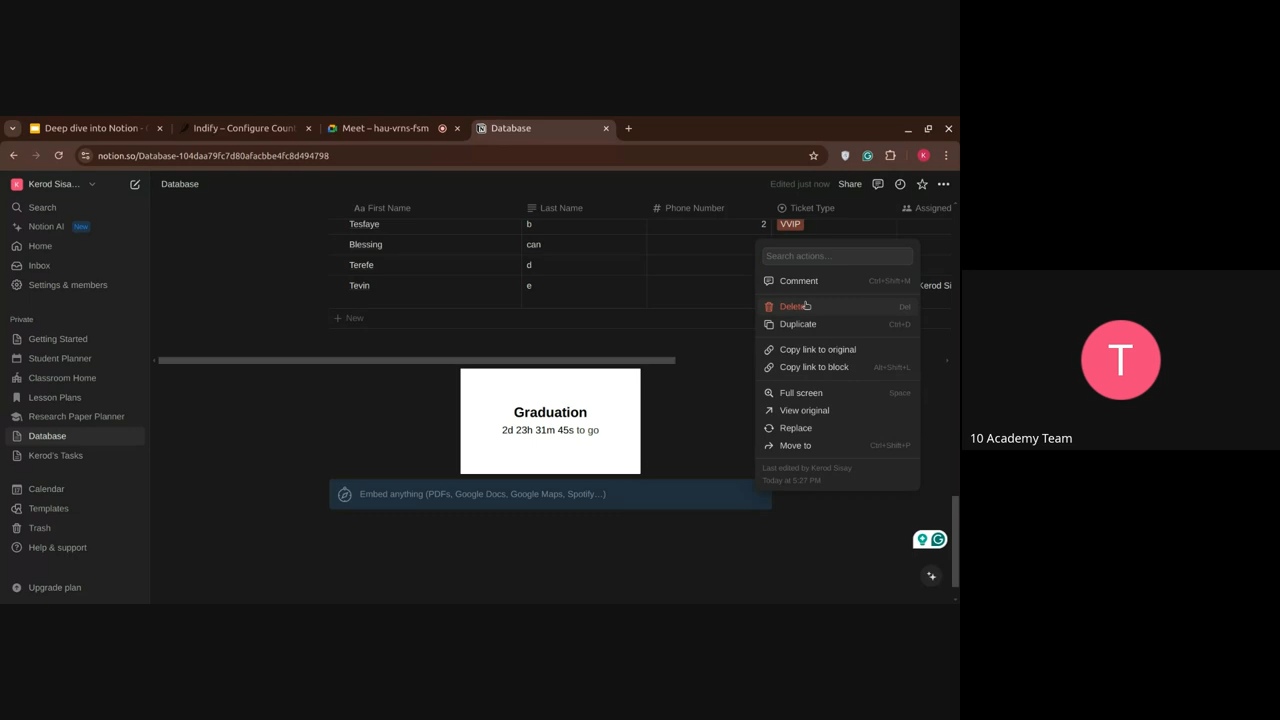 Deep dive into Notion -
Indify – Configure Coun
Meet – hau-vrns-fsm
Database
notion.so/Database-104daa79fc7d80afacbbe4fc8d494798
K
K
Kerod Sisa...
Database
Edited just now
Share
Search
Notion AI
New
Home
Inbox
Settings & members
Private
Getting Started
Student Planner
Classroom Home
Lesson Plans
Research Paper Planner
Database
Kerod's Tasks
Calendar
Templates
Trash
Help & support
Upgrade plan
Aa First Name
Last Name
# Phone Number
Ticket Type
Assigned
Tesfaye
b
2
VVIP
Blessing
can
Terefe
d
Tevin
e
Kerod Si
+ New
Graduation
2d 23h 31m 45s to go
Embed anything (PDFs, Google Docs, Google Maps, Spotify...)
Search actions...
Comment
Ctrl+Shift+M
Delete
Del
Duplicate
Ctrl+D
Copy link to original
Copy link to block
Alt+Shift+L
Full screen
Space
View original
Replace
Move to
Ctrl+Shift+P
Last edited by Kerod Sisay
Today at 5:27 PM
T
10 Academy Team